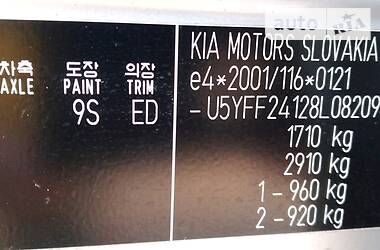 KIA MOTORS SLOVAKIA
e4*2001/116*0121
-U5YFF24128L08209
1710 kg
2910 kg
1-960 kg
2-920 kg
차축 도장 의장
AXLE PAINT TRIM
9S ED
auto